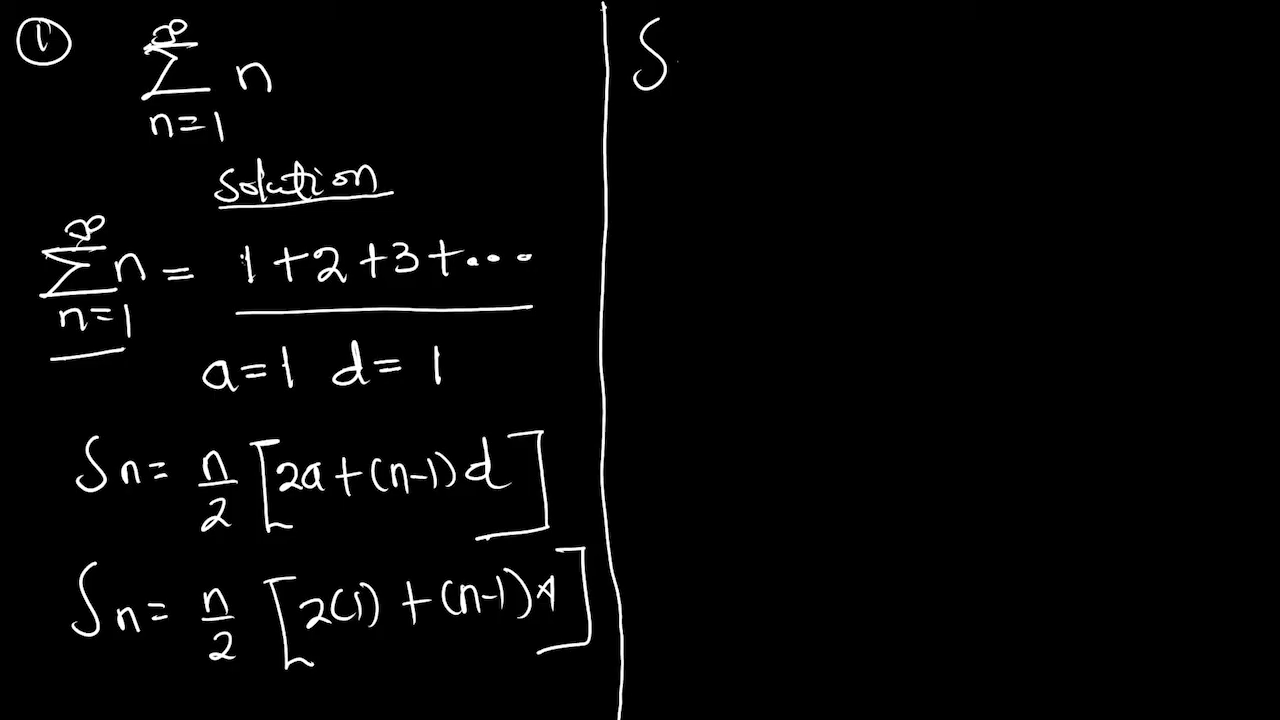 ① ∞
∑ n
n=1
Solution
∞
∑ n = 1+2+3+...
n=1
a=1 d=1
Sn= n/2 [2a+(n-1)d]
Sn= n/2 [2(1)+(n-1)1]
S